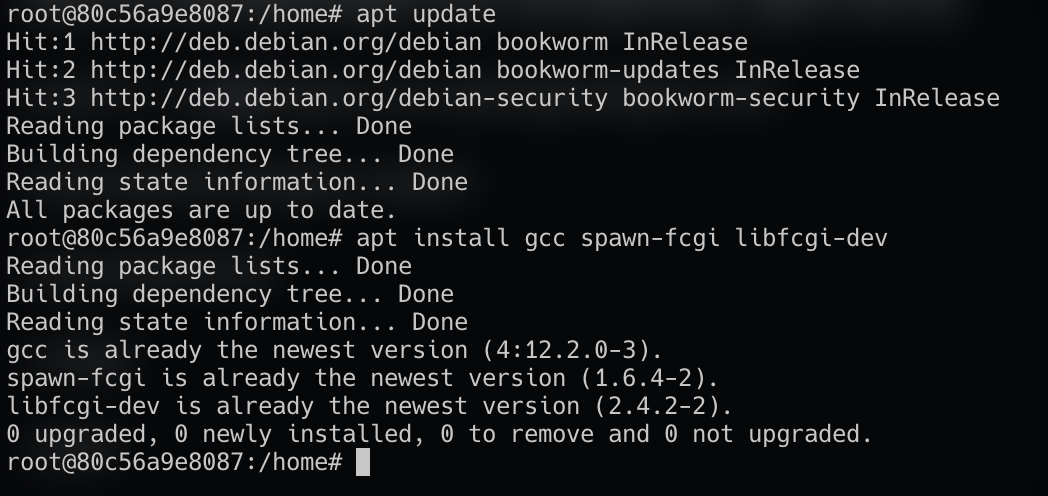 root@80c56a9e8087:/home# apt update
Hit:1 http://deb.debian.org/debian bookworm InRelease
Hit:2 http://deb.debian.org/debian bookworm-updates InRelease
Hit:3 http://deb.debian.org/debian-security bookworm-security InRelease
Reading package lists... Done
Building dependency tree... Done
Reading state information... Done
All packages are up to date.
root@80c56a9e8087:/home# apt install gcc spawn-fcgi libfcgi-dev
Reading package lists... Done
Building dependency tree... Done
Reading state information... Done
gcc is already the newest version (4:12.2.0-3).
spawn-fcgi is already the newest version (1.6.4-2).
libfcgi-dev is already the newest version (2.4.2-2).
0 upgraded, 0 newly installed, 0 to remove and 0 not upgraded.
root@80c56a9e8087:/home#